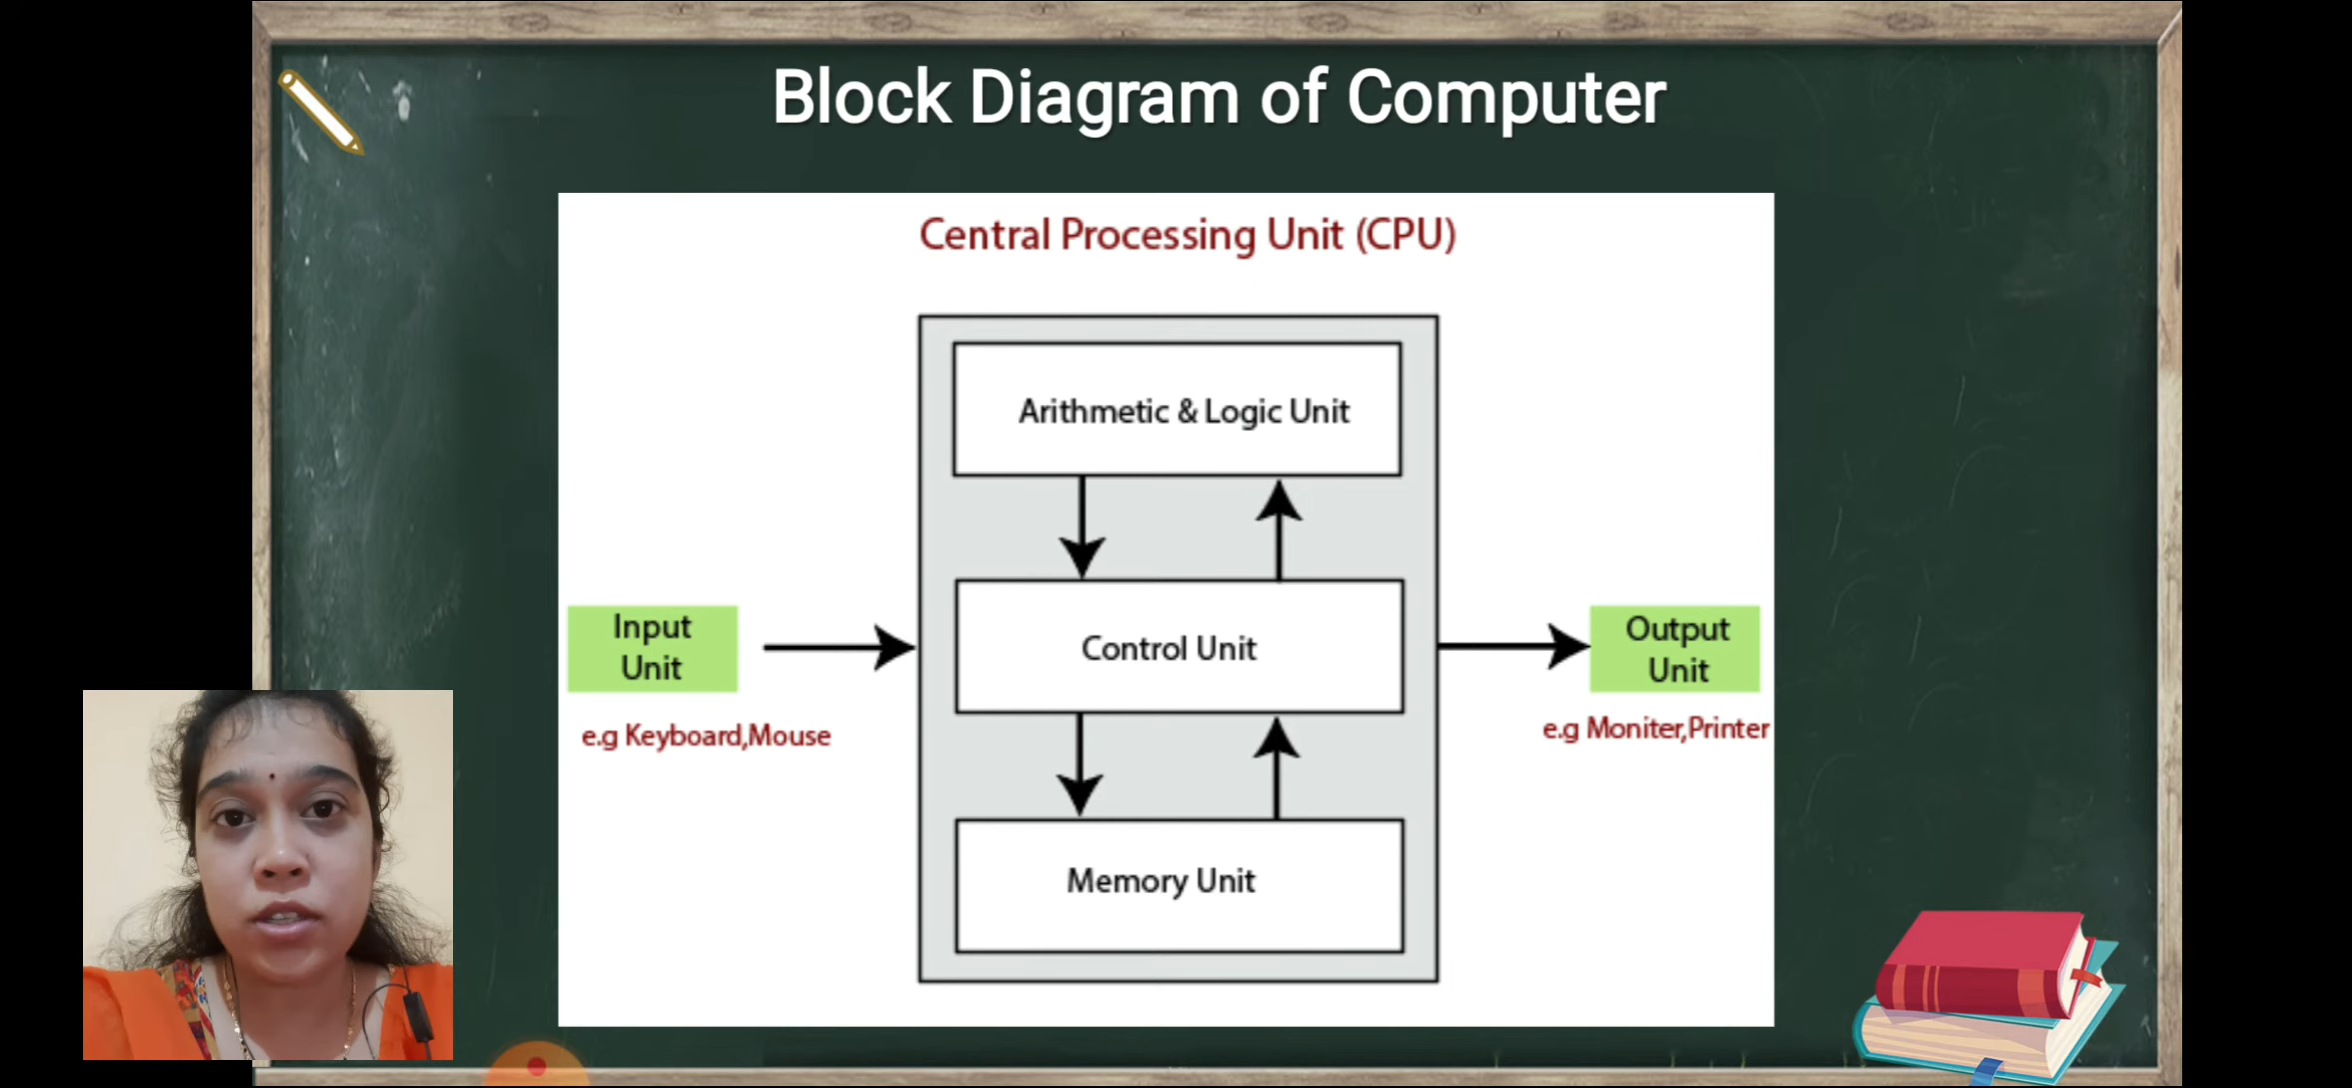 Block Diagram of Computer
Central Processing Unit (CPU)
Arithmetic & Logic Unit
Input
Unit
Control Unit
Output
Unit
e.g Keyboard,Mouse
e.g Moniter,Printer
Memory Unit